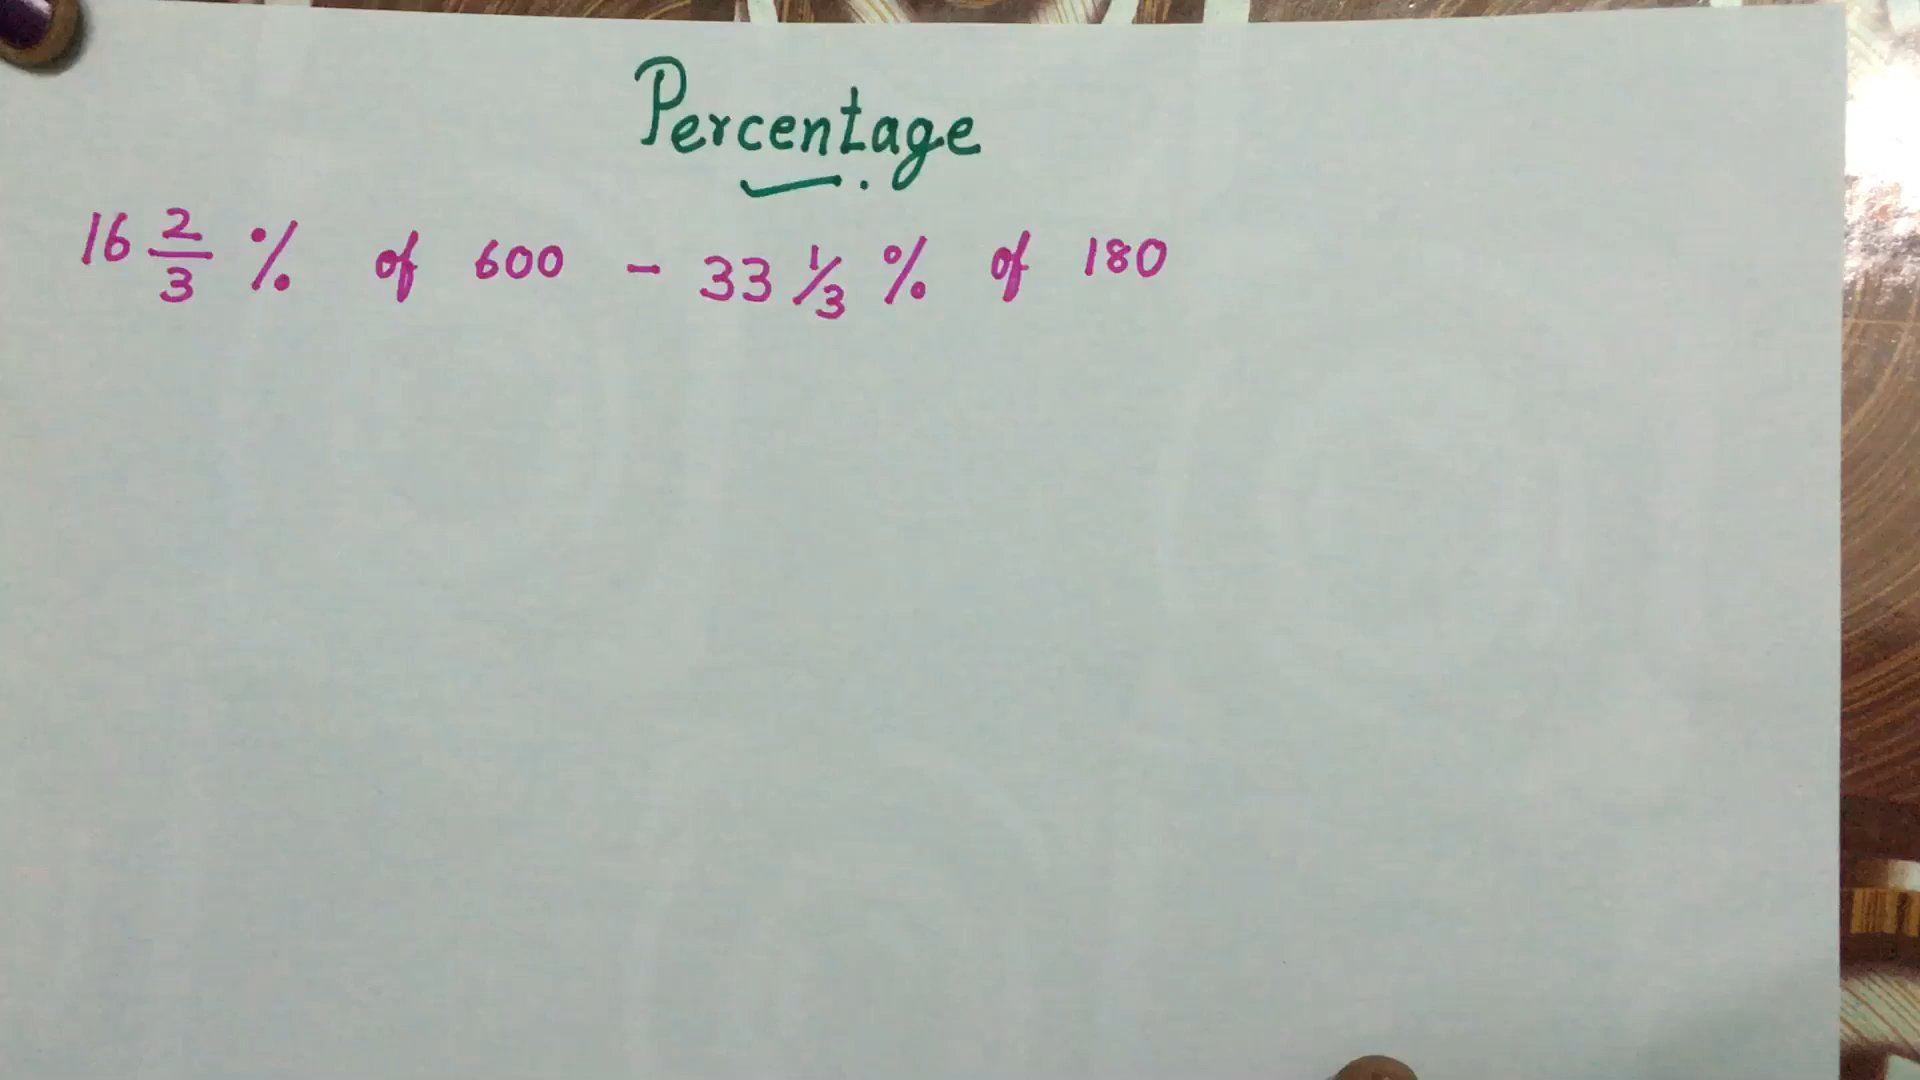 Percentage
16 2/3 % of 600 - 33 1/3 % of 180